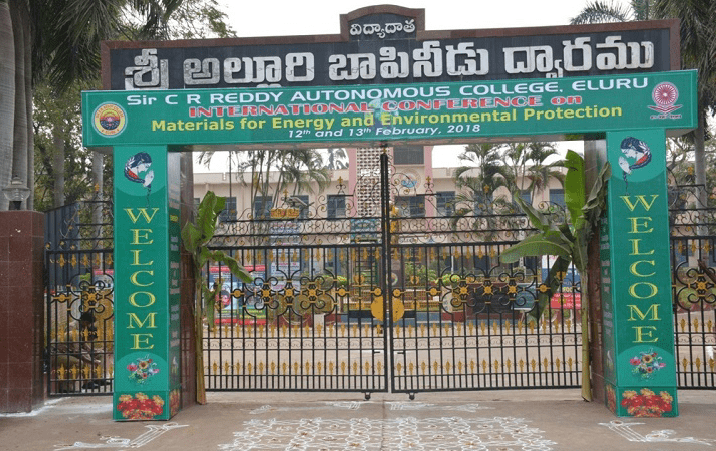 విద్యాదాత
శ్రీ అల్లూరి బాపినీడు ద్వారము
Sir C R REDDY AUTONOMOUS COLLEGE. ELURU
INTERNATIONAL CONFERENCE on
Materials for Energy and Environmental Protection
12th and 13th February, 2018
WELCOME
WELCOME